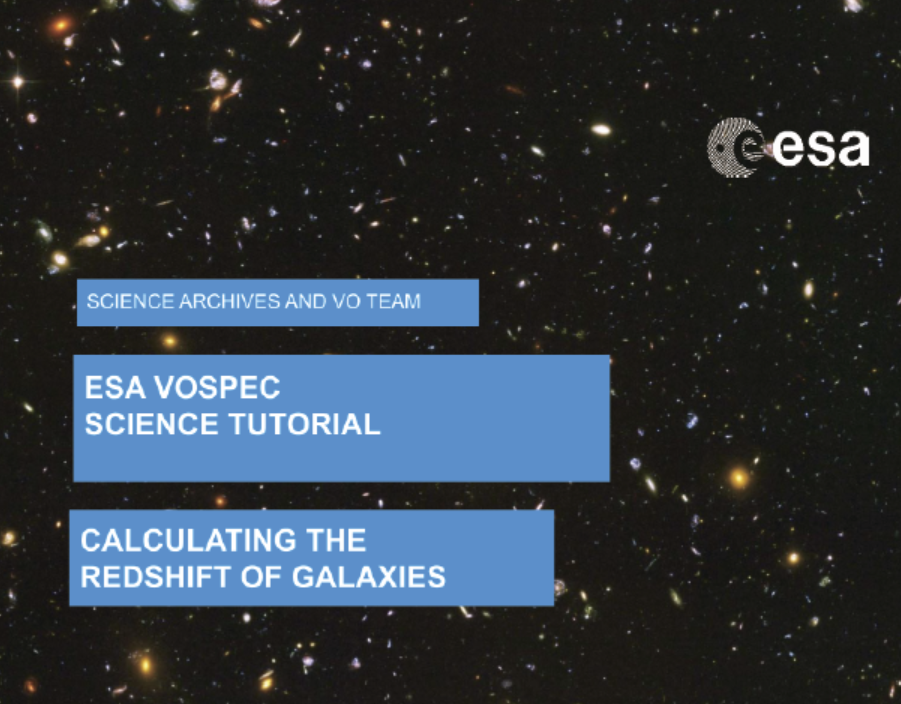 esa
SCIENCE ARCHIVES AND VO TEAM
ESA VOSPEC
SCIENCE TUTORIAL
CALCULATING THE
REDSHIFT OF GALAXIES